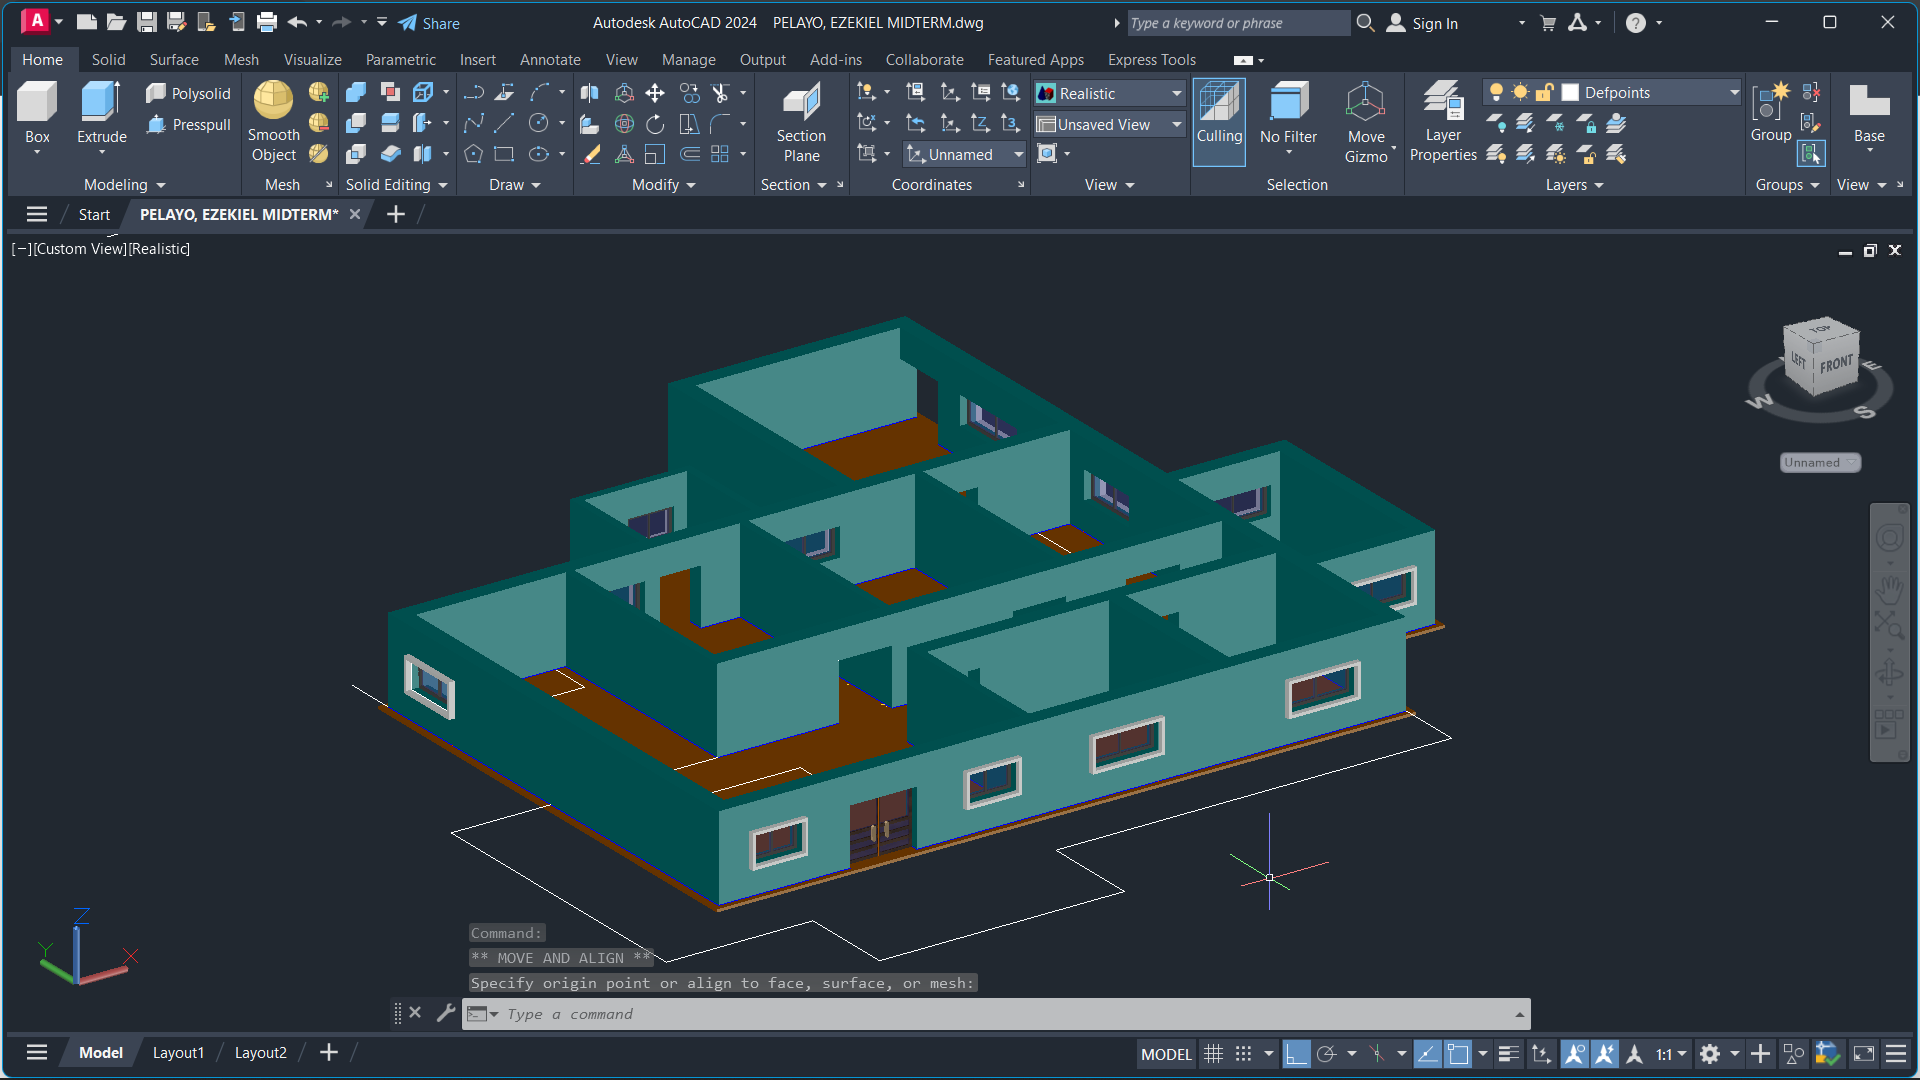 A
Share
Autodesk AutoCAD 2024 PELAYO, EZEKIEL MIDTERM.dwg
Type a keyword or phrase
Sign In
?
Home Solid Surface Mesh Visualize Parametric Insert Annotate View Manage Output Add-ins Collaborate Featured Apps Express Tools
Box
Extrude
Polysolid
Presspull
Modeling
Smooth
Object
Mesh
Solid Editing
Draw
Modify
Section
Plane
Section
Unnamed
Coordinates
Realistic
Unsaved View
View
Culling
No Filter
Move
Gizmo
Selection
Layer
Properties
Defpoints
Layers
Group
Groups
Base
View
Start
PELAYO, EZEKIEL MIDTERM*
[−][Custom View][Realistic]
TOP
LEFT
FRONT
W
S
E
Unnamed
Z
Y
X
Command:
** MOVE AND ALIGN **
Specify origin point or align to face, surface, or mesh:
Type a command
Model
Layout1
Layout2
MODEL
1:1